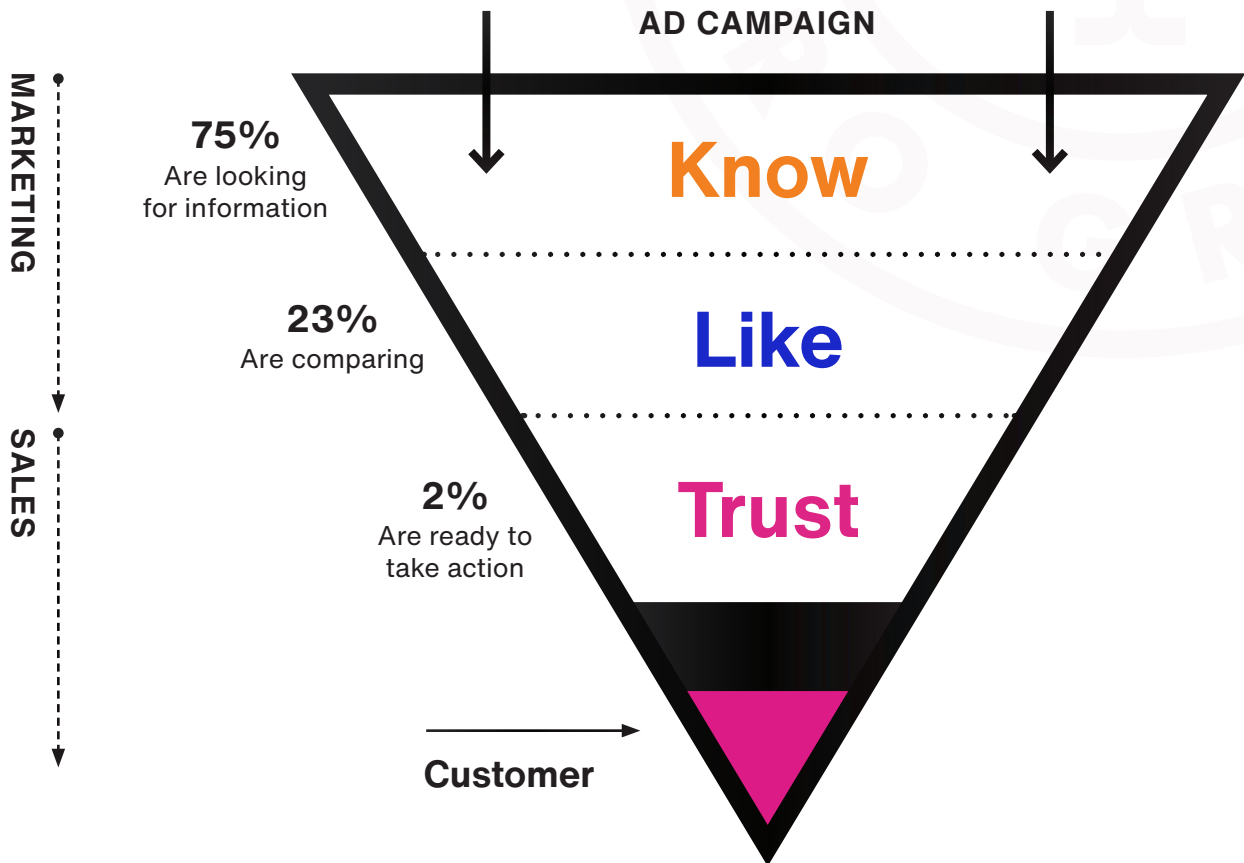 AD CAMPAIGN
MARKETING
75%
Are looking
for information
Know
23%
Are comparing
Like
SALES
2%
Are ready to
take action
Trust
Customer